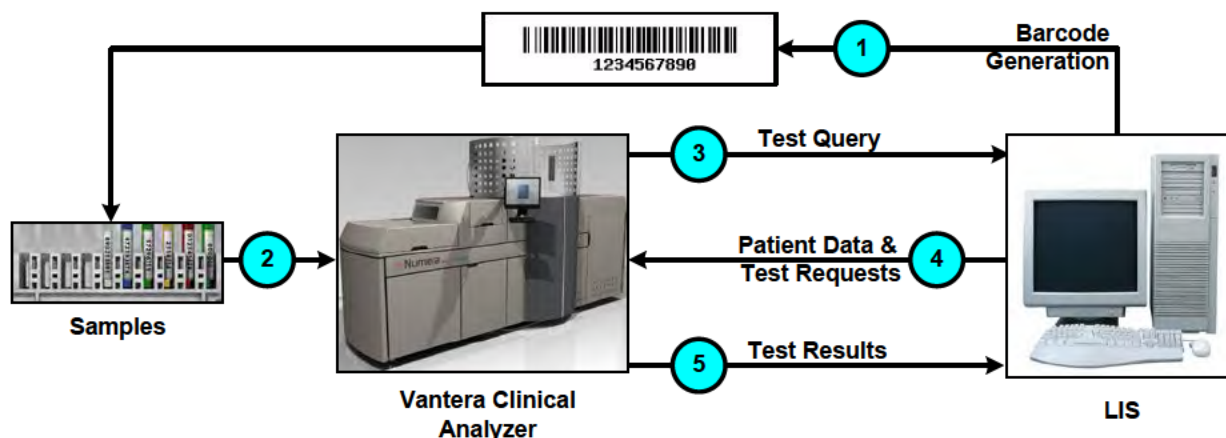 1234567890
1
Barcode
Generation
3
Test Query
2
Patient Data &
Test Requests
4
Samples
5
Test Results
Vantera Clinical
Analyzer
LIS